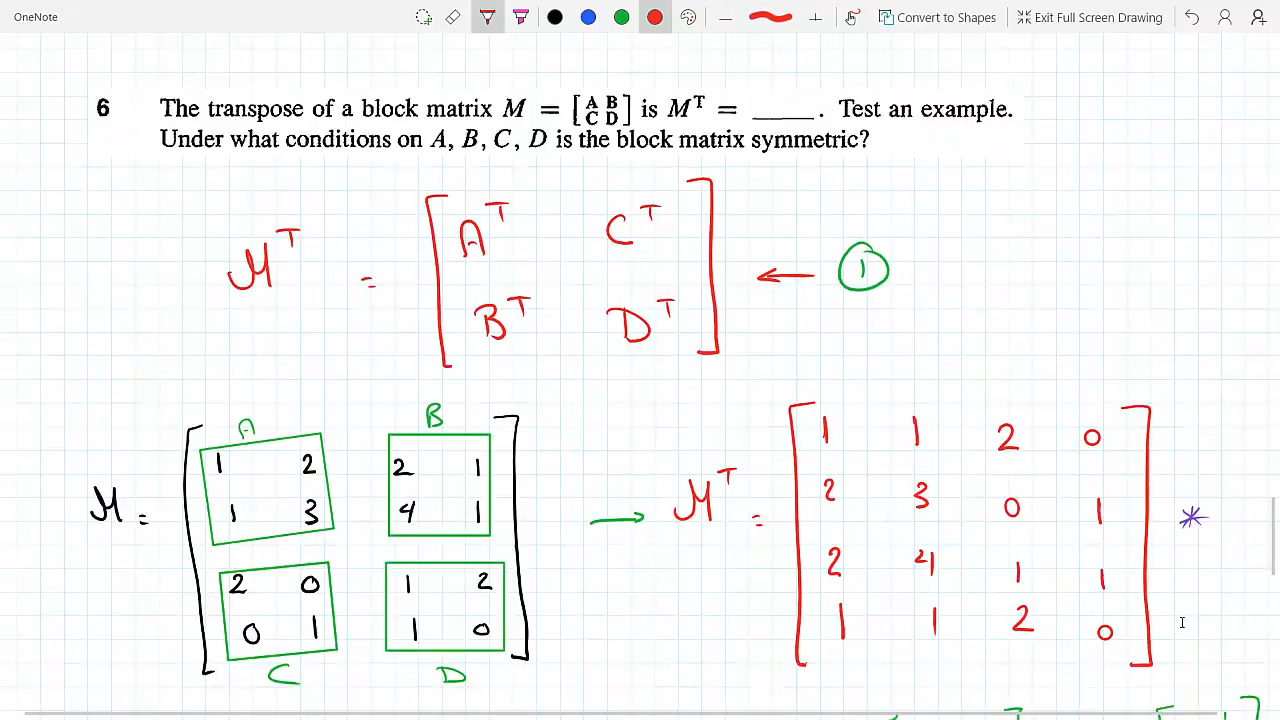 OneNote
Convert to Shapes
Exit Full Screen Drawing
6 The transpose of a block matrix M = [A B C D] is Mᵀ = _____. Test an example.
Under what conditions on A, B, C, D is the block matrix symmetric?
Aᵀ Cᵀ
Mᵀ = ← 1
Bᵀ Dᵀ
A B
1 2 2 1
1 3 4 1
M =
2 0 1 2
0 1 1 0
C D
→ Mᵀ =
1 1 2 0
2 3 0 1 *
2 4 1 1
1 1 2 0